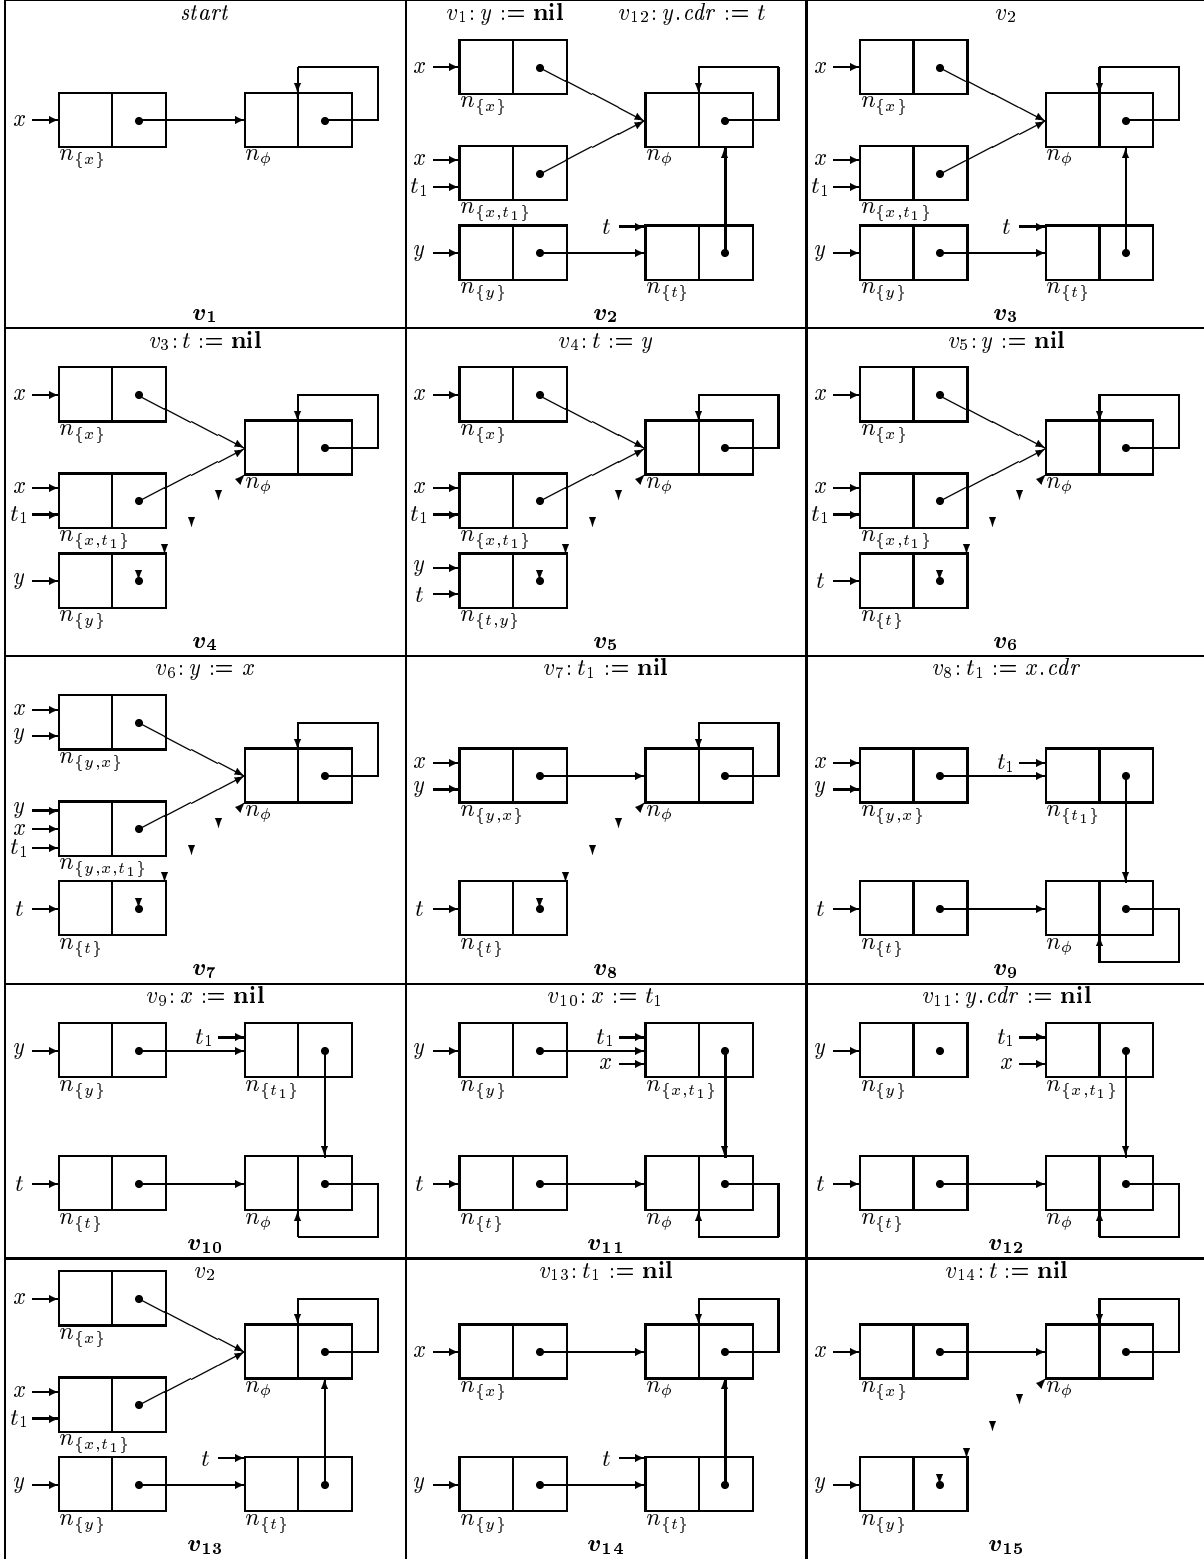 start
x
n{x}
nϕ
v1
v1: y := nil v12: y.cdr := t
x
n{x}
nϕ
x
t1
n{x,t1}
t
y
n{y}
n{t}
v2
v2
x
n{x}
nϕ
x
t1
n{x,t1}
t
y
n{y}
n{t}
v3
v3: t := nil
x
n{x}
x
nϕ
t1
n{x,t1}
y
n{y}
v4
v4: t := y
x
n{x}
x
nϕ
t1
n{x,t1}
y
t
n{t,y}
v5
v5: y := nil
x
n{x}
x
nϕ
t1
n{x,t1}
t
n{t}
v6
v6: y := x
x
y
n{y,x}
y
nϕ
x
t1
n{y,x,t1}
t
n{t}
v7
v7: t1 := nil
x
y
n{y,x}
nϕ
t
n{t}
v8
v8: t1 := x.cdr
x
t1
y
n{y,x}
n{t1}
t
n{t}
nϕ
v9
v9: x := nil
t1
y
n{y}
n{t1}
t
n{t}
nϕ
v10
v10: x := t1
t1
y
x
n{y}
n{x,t1}
t
n{t}
nϕ
v11
v11: y.cdr := nil
t1
y
x
n{y}
n{x,t1}
t
n{t}
nϕ
v12
v2
x
n{x}
nϕ
x
t1
n{x,t1}
t
y
n{y}
n{t}
v13
v13: t1 := nil
x
n{x}
nϕ
t
y
n{y}
n{t}
v14
v14: t := nil
x
n{x}
nϕ
y
n{y}
v15